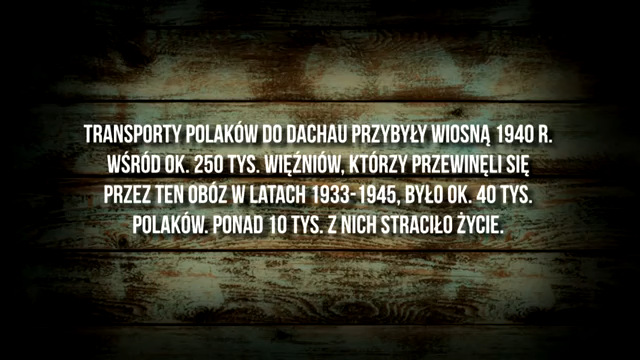 TRANSPORTY POLAKÓW DO DACHAU PRZYBYŁY WIOSNĄ 1940 R.
WŚRÓD OK. 250 TYS. WIĘŹNIÓW, KTÓRZY PRZEWINĘLI SIĘ
PRZEZ TEN OBÓZ W LATACH 1933-1945, BYŁO OK. 40 TYS.
POLAKÓW. PONAD 10 TYS. Z NICH STRACIŁO ŻYCIE.